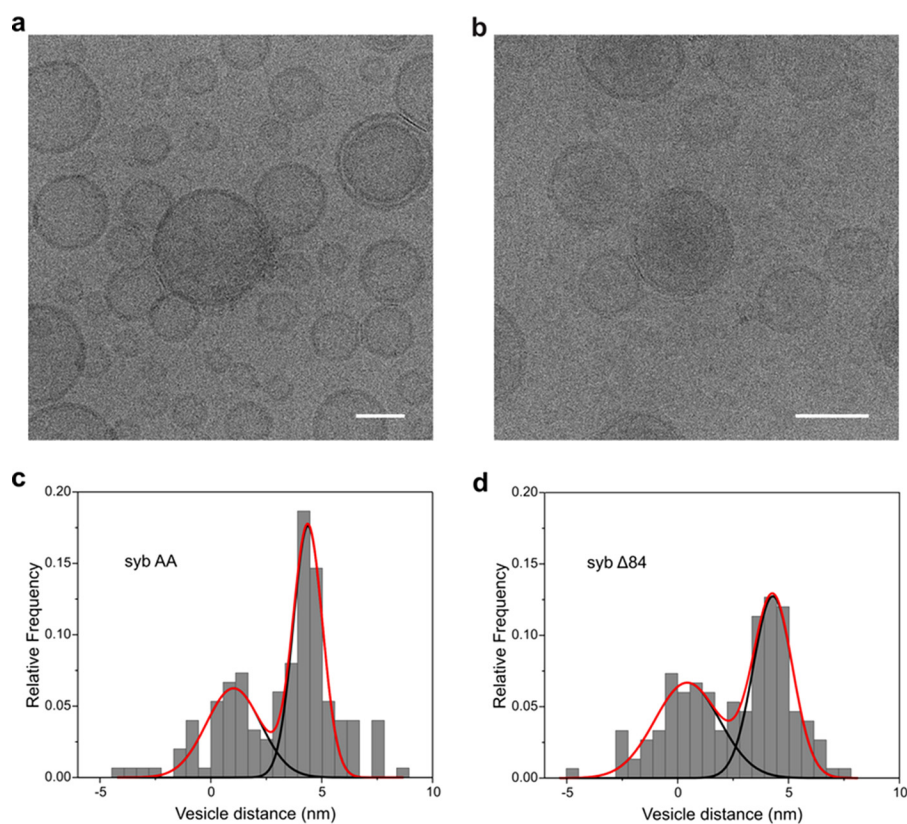 a
b
c
0.20
0.15
0.10
0.05
0.00
Relative Frequency
syb AA
-5
0
5
10
Vesicle distance (nm)
d
0.20
0.15
0.10
0.05
0.00
Relative Frequency
syb Δ84
-5
0
5
10
Vesicle distance (nm)